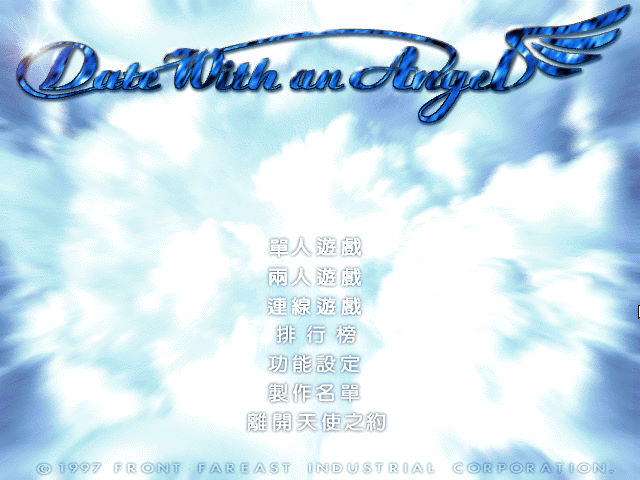 Date With an Angel
單人遊戲
兩人遊戲
連線遊戲
排行榜
功能設定
製作名單
離開天使之約
© 1997 FRONT FAREAST INDUSTRIAL CORPORATION.